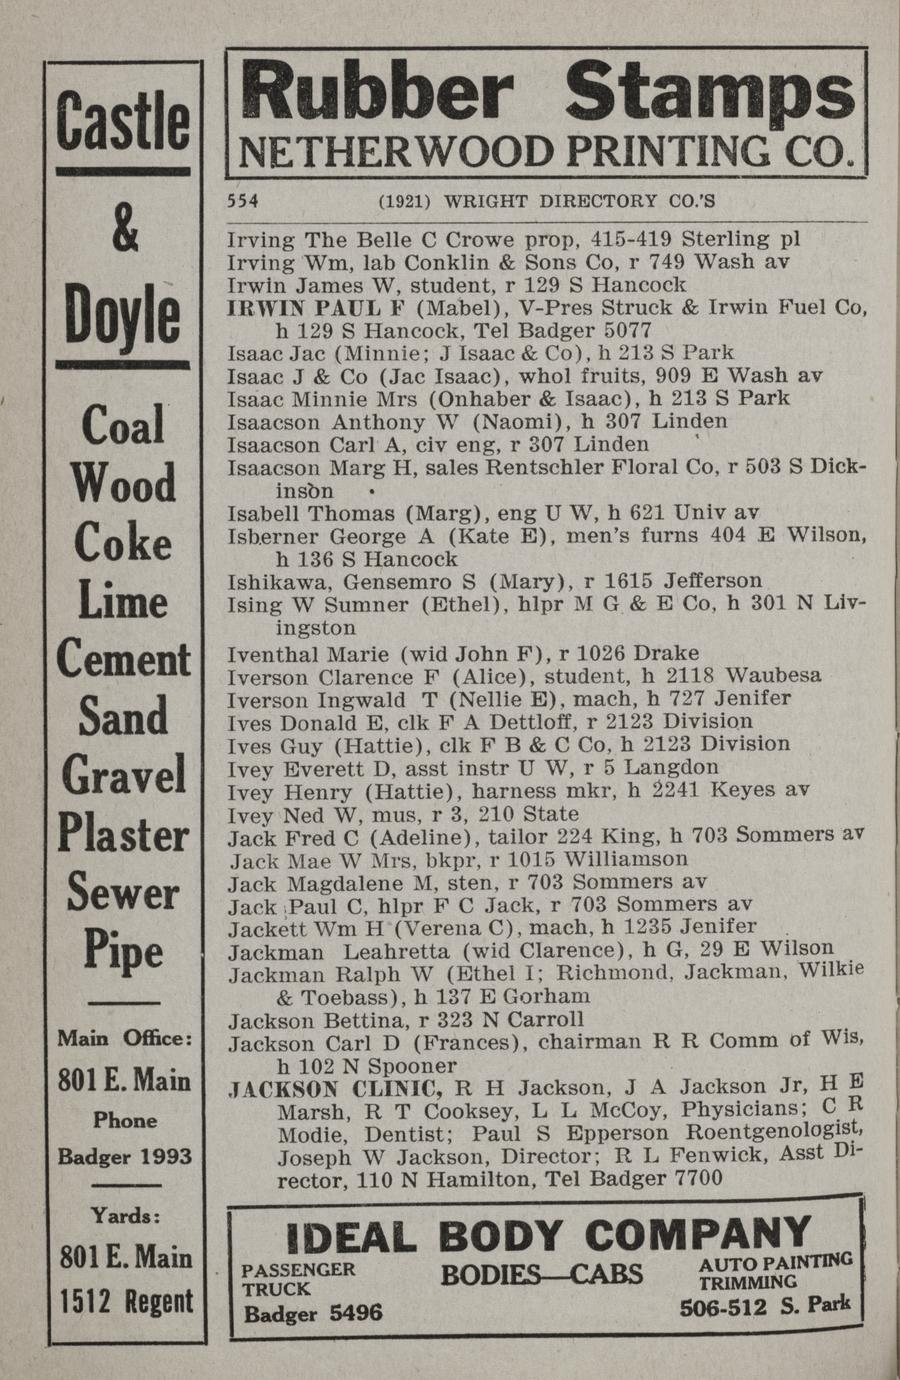 Castle
&
Doyle
Coal
Wood
Coke
Lime
Cement
Sand
Gravel
Plaster
Sewer
Pipe
Main Office:
801 E. Main
Phone
Badger 1993
Yards:
801 E. Main
1512 Regent
Rubber Stamps
NETHERWOOD PRINTING CO.
554 (1921) WRIGHT DIRECTORY CO.'S
Irving The Belle C Crowe prop, 415-419 Sterling pl
Irving Wm, lab Conklin & Sons Co, r 749 Wash av
Irwin James W, student, r 129 S Hancock
IRWIN PAUL F (Mabel), V-Pres Struck & Irwin Fuel Co,
h 129 S Hancock, Tel Badger 5077
Isaac Jac (Minnie; J Isaac & Co), h 213 S Park
Isaac J & Co (Jac Isaac), whol fruits, 909 E Wash av
Isaac Minnie Mrs (Onhaber & Isaac), h 213 S Park
Isaacson Anthony W (Naomi), h 307 Linden
Isaacson Carl A, civ eng, r 307 Linden
Isaacson Marg H, sales Rentschler Floral Co, r 503 S Dick-
inson
Isabell Thomas (Marg), eng U W, h 621 Univ av
Isberner George A (Kate E), men's furns 404 E Wilson,
h 136 S Hancock
Ishikawa, Gensemro S (Mary), r 1615 Jefferson
Ising W Sumner (Ethel), hlpr M G & E Co, h 301 N Liv-
ingston
Iventhal Marie (wid John F), r 1026 Drake
Iverson Clarence F (Alice), student, h 2118 Waubesa
Iverson Ingwald T (Nellie E), mach, h 727 Jenifer
Ives Donald E, clk F A Dettloff, r 2123 Division
Ives Guy (Hattie), clk F B & C Co, h 2123 Division
Ivey Everett D, asst instr U W, r 5 Langdon
Ivey Henry (Hattie), harness mkr, h 2241 Keyes av
Ivey Ned W, mus, r 3, 210 State
Jack Fred C (Adeline), tailor 224 King, h 703 Sommers av
Jack Mae W Mrs, bkpr, r 1015 Williamson
Jack Magdalene M, sten, r 703 Sommers av
Jack Paul C, hlpr F C Jack, r 703 Sommers av
Jackett Wm H (Verena C), mach, h 1235 Jenifer
Jackman Leahretta (wid Clarence), h G, 29 E Wilson
Jackman Ralph W (Ethel I; Richmond, Jackman, Wilkie
& Toebass), h 137 E Gorham
Jackson Bettina, r 323 N Carroll
Jackson Carl D (Frances), chairman R R Comm of Wis,
h 102 N Spooner
JACKSON CLINIC, R H Jackson, J A Jackson Jr, H E
Marsh, R T Cooksey, L L McCoy, Physicians; C R
Modie, Dentist; Paul S Epperson Roentgenologist,
Joseph W Jackson, Director; R L Fenwick, Asst Di-
rector, 110 N Hamilton, Tel Badger 7700
IDEAL BODY COMPANY
PASSENGER
TRUCK
Badger 5496
BODIES—CABS
AUTO PAINTING
TRIMMING
506-512 S. Park